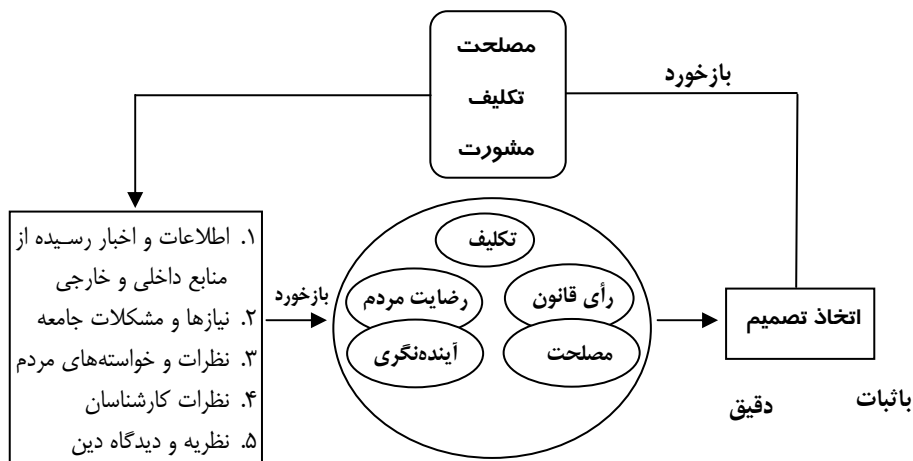 مصلحت
تکلیف
مشورت
بازخورد
۱. اطلاعات و اخبار رسیده از
منابع داخلی و خارجی
۲. نیازها و مشکلات جامعه
۳. نظرات و خواسته‌های مردم
۴. نظرات کارشناسان
۵. نظریه و دیدگاه دین
بازخورد
تکلیف
رأی قانون
رضایت مردم
مصلحت
آینده‌نگری
اتخاذ تصمیم
باثبات
دقیق